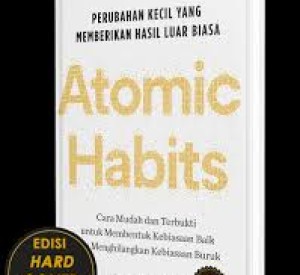 PERUBAHAN KECIL YANG
MEMBERIKAN HASIL LUAR BIASA
Atomic
Habits
Cara Mudah dan Terbukti
untuk Membentuk Kebiasaan Baik
Menghilangkan Kebiasaan Buruk
EDISI
HARD